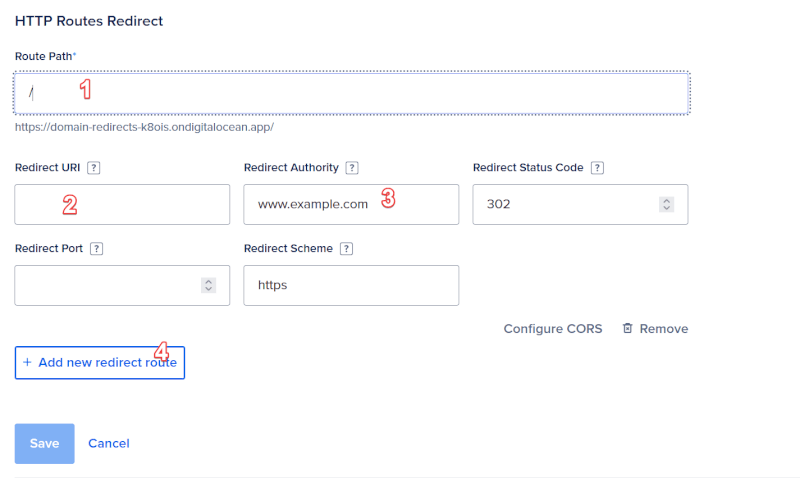 HTTP Routes Redirect
Route Path*
/ 1
https://domain-redirects-k8ois.ondigitalocean.app/
Redirect URI ? Redirect Authority ? Redirect Status Code ?
2 www.example.com 3 302
Redirect Port ? Redirect Scheme ?
https
Configure CORS Remove
4
+ Add new redirect route
Save Cancel